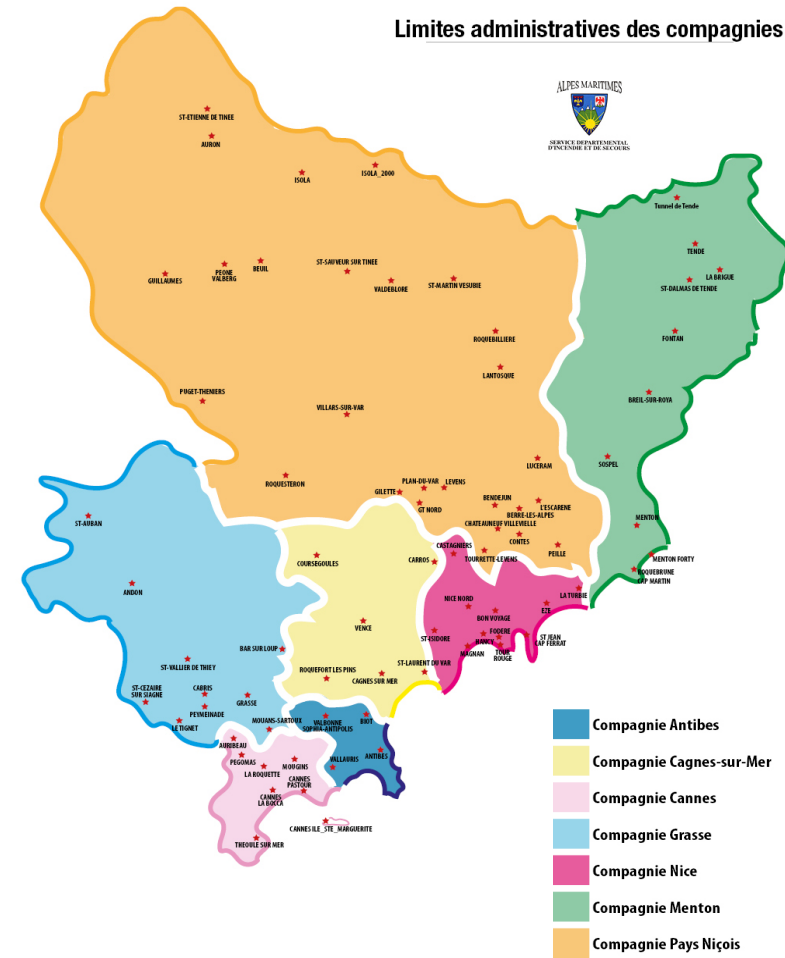 Limites administratives des compagnies
ALPES MARITIMES
SERVICE DEPARTEMENTAL
D'INCENDIE ET DE SECOURS
ST-ETIENNE DE TINEE
AURON
ISOLA
ISOLA_2000
Tunnel de Tende
TENDE
LA BRIGUE
ST-DALMAS DE TENDE
GUILLAUMES
PEONE
VALBERG
BEUIL
ST-SAUVEUR SUR TINEE
VALDEBLORE
ST-MARTIN VESUBIE
ROQUEBILLIERE
FONTAN
LANTOSQUE
PUGET-THENIERS
VILLARS-SUR-VAR
BREIL-SUR-ROYA
LUCERAM
SOSPEL
ROQUESTERON
GILETTE
PLAN-DU-VAR
LEVENS
GT NORD
BENDEJUN
L'ESCARENE
BERRE-LES-ALPES
CHATEAUNEUF VILLEVIELLE
CONTES
PEILLE
TOURRETTE-LEVENS
MENTON
MENTON FORTY
ROQUEBRUNE
CAP MARTIN
ST-AUBAN
COURSEGOULES
CARROS
CASTAGNIERS
ANDON
NICE NORD
BON VOYAGE
LA TURBIE
EZE
VENCE
ST-ISIDORE
FODERE
NANCY
MAGNAN
TOUR
ROUGE
ST JEAN
CAP FERRAT
BAR SUR LOUP
ST-VALLIER DE THIEY
ROQUEFORT LES PINS
CAGNES SUR MER
ST-LAURENT DU VAR
ST-CEZAIRE
SUR SIAGNE
CABRIS
PEYMEINADE
GRASSE
LE TIGNET
MOUANS-SARTOUX
VALBONNE
SOPHIA-ANTIPOLIS
BIOT
AURIBEAU
PEGOMAS
LA ROQUETTE
MOUGINS
VALLAURIS
ANTIBES
CANNES
PASTOUR
CANNES
LA BOCCA
CANNES ILE_STE_MARGUERITE
THEOULE SUR MER
Compagnie Antibes
Compagnie Cagnes-sur-Mer
Compagnie Cannes
Compagnie Grasse
Compagnie Nice
Compagnie Menton
Compagnie Pays Niçois